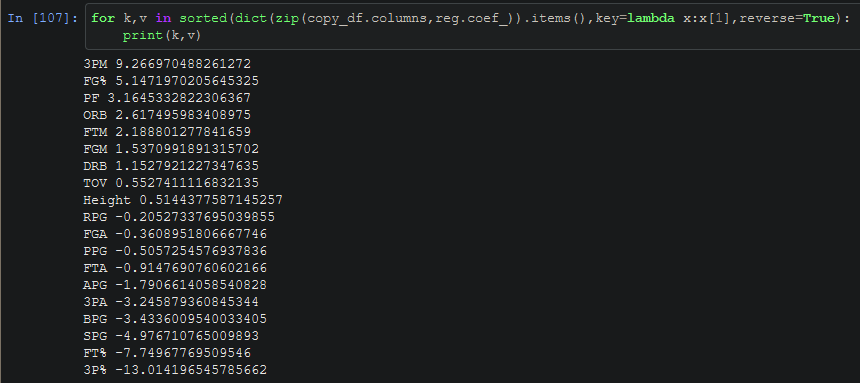 In [107]: for k,v in sorted(dict(zip(copy_df.columns,reg.coef_)).items(),key=lambda x:x[1],reverse=True):
    print(k,v)
3PM 9.266970488261272
FG% 5.1471970205645325
PF 3.1645332822306367
ORB 2.617495983408975
FTM 2.188801277841659
FGM 1.5370991891315702
DRB 1.1527921227347635
TOV 0.5527411116832135
Height 0.5144377587145257
RPG -0.20527337695039855
FGA -0.3608951806667746
PPG -0.5057254576937836
FTA -0.9147690760602166
APG -1.7906614058540828
3PA -3.245879360845344
BPG -3.4336009540033405
SPG -4.976710765009893
FT% -7.74967769509546
3P% -13.014196545785662